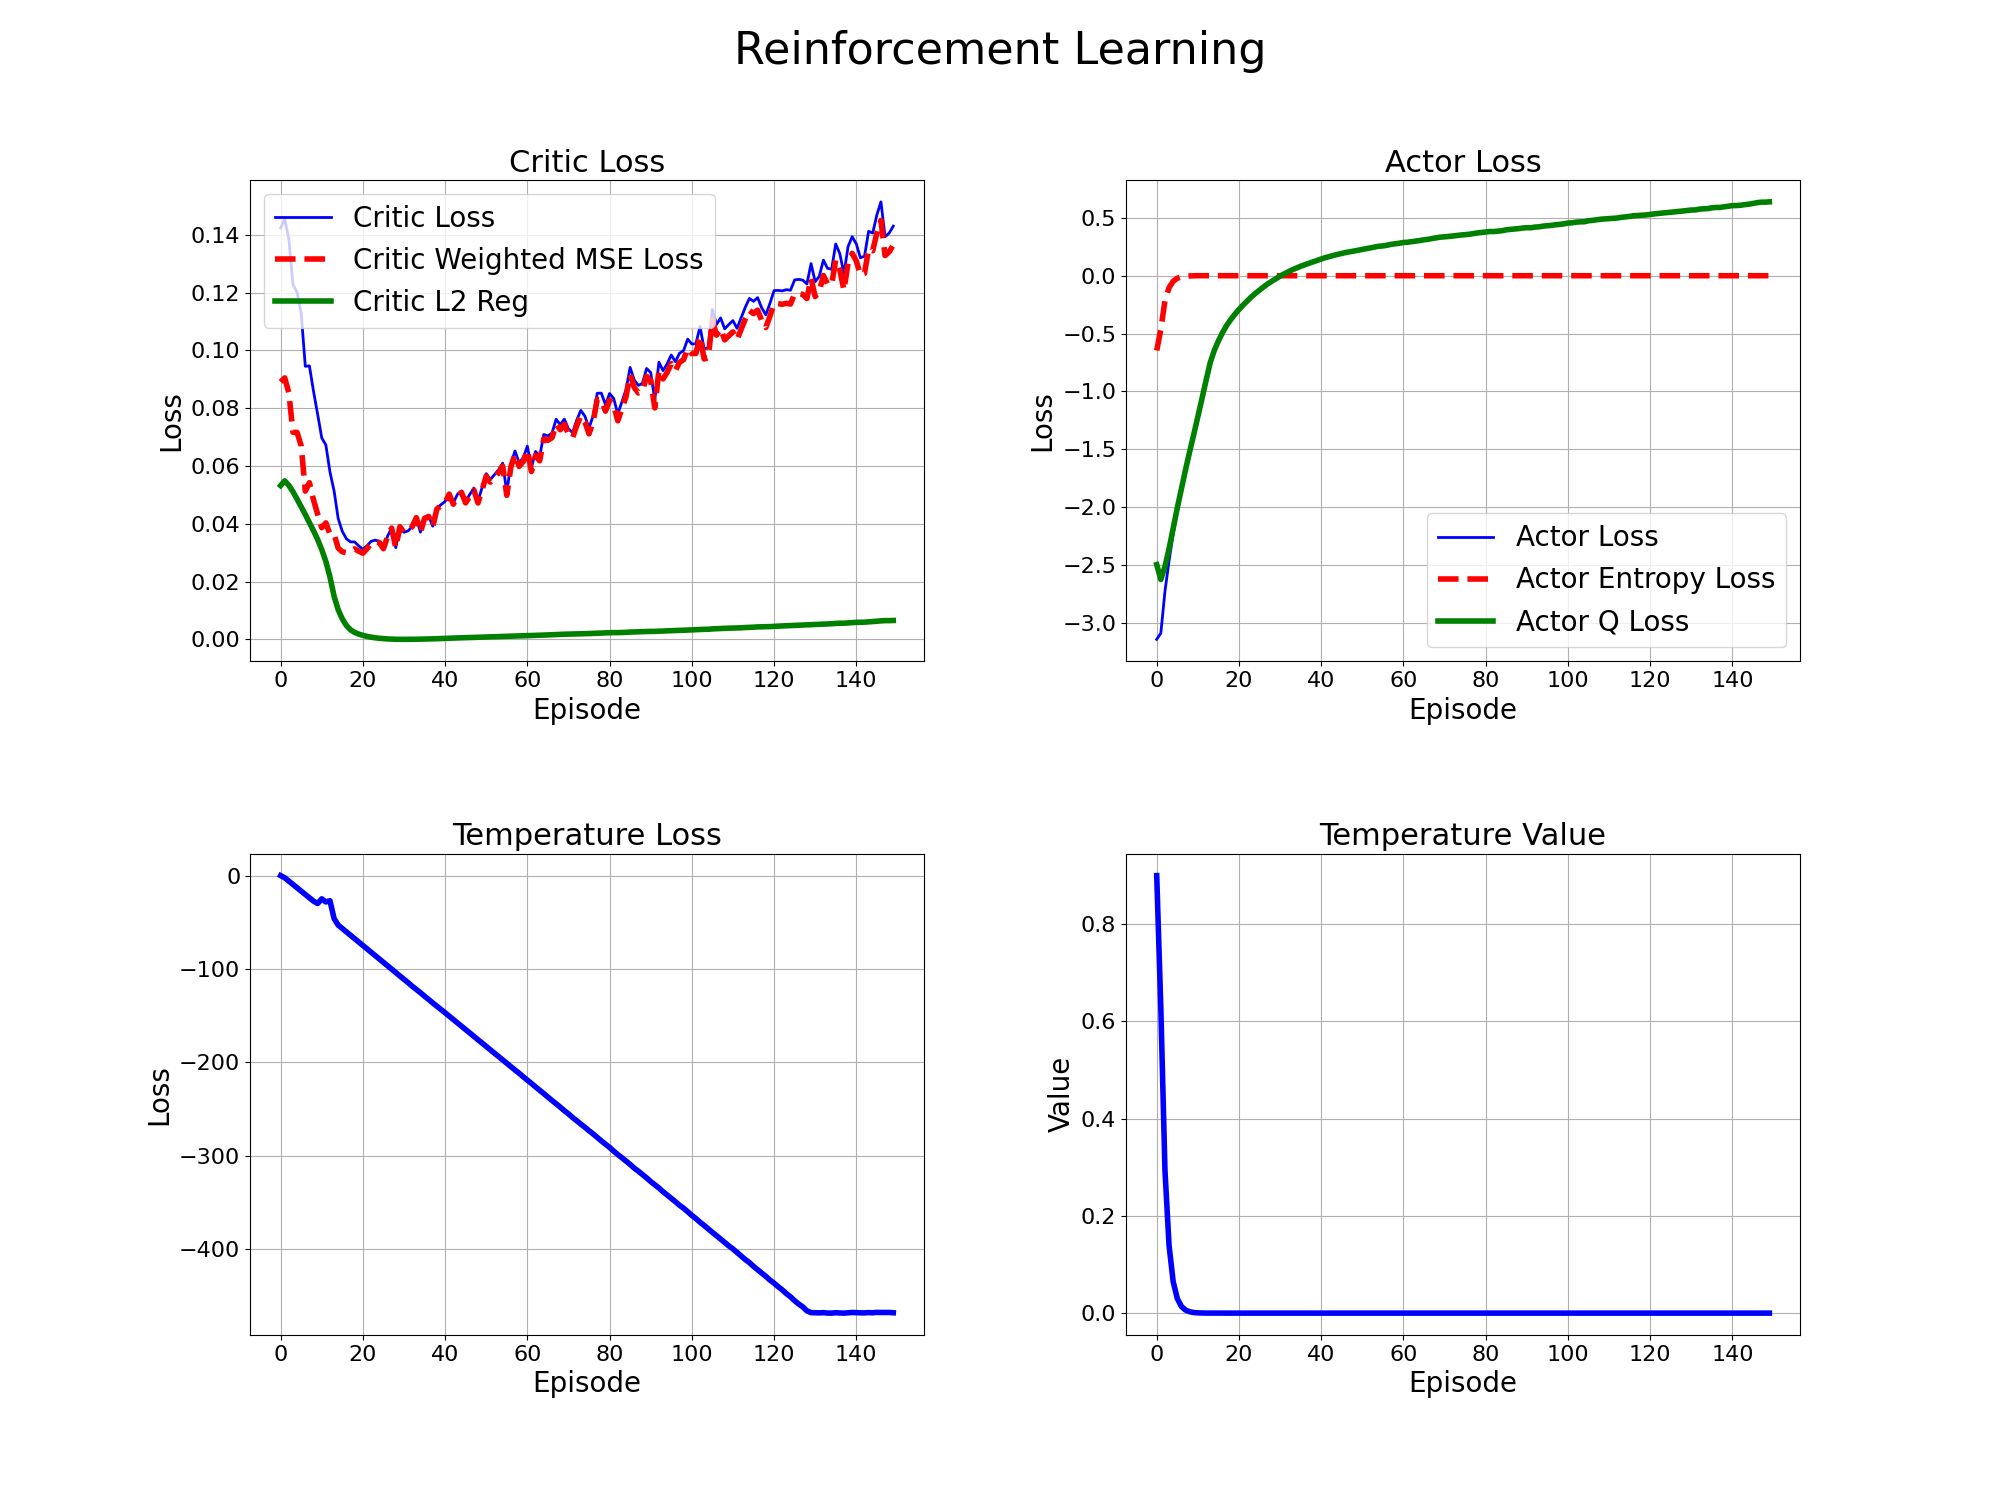 Reinforcement Learning
Critic Loss
Critic Loss
Critic Weighted MSE Loss
Critic L2 Reg
0.14
0.12
0.10
0.08
0.06
0.04
0.02
0.00
Loss
0 20 40 60 80 100 120 140
Episode
Actor Loss
0.5
0.0
−0.5
−1.0
−1.5
−2.0
−2.5
−3.0
Loss
Actor Loss
Actor Entropy Loss
Actor Q Loss
0 20 40 60 80 100 120 140
Episode
Temperature Loss
0
−100
−200
−300
−400
Loss
0 20 40 60 80 100 120 140
Episode
Temperature Value
0.8
0.6
0.4
0.2
0.0
Value
0 20 40 60 80 100 120 140
Episode